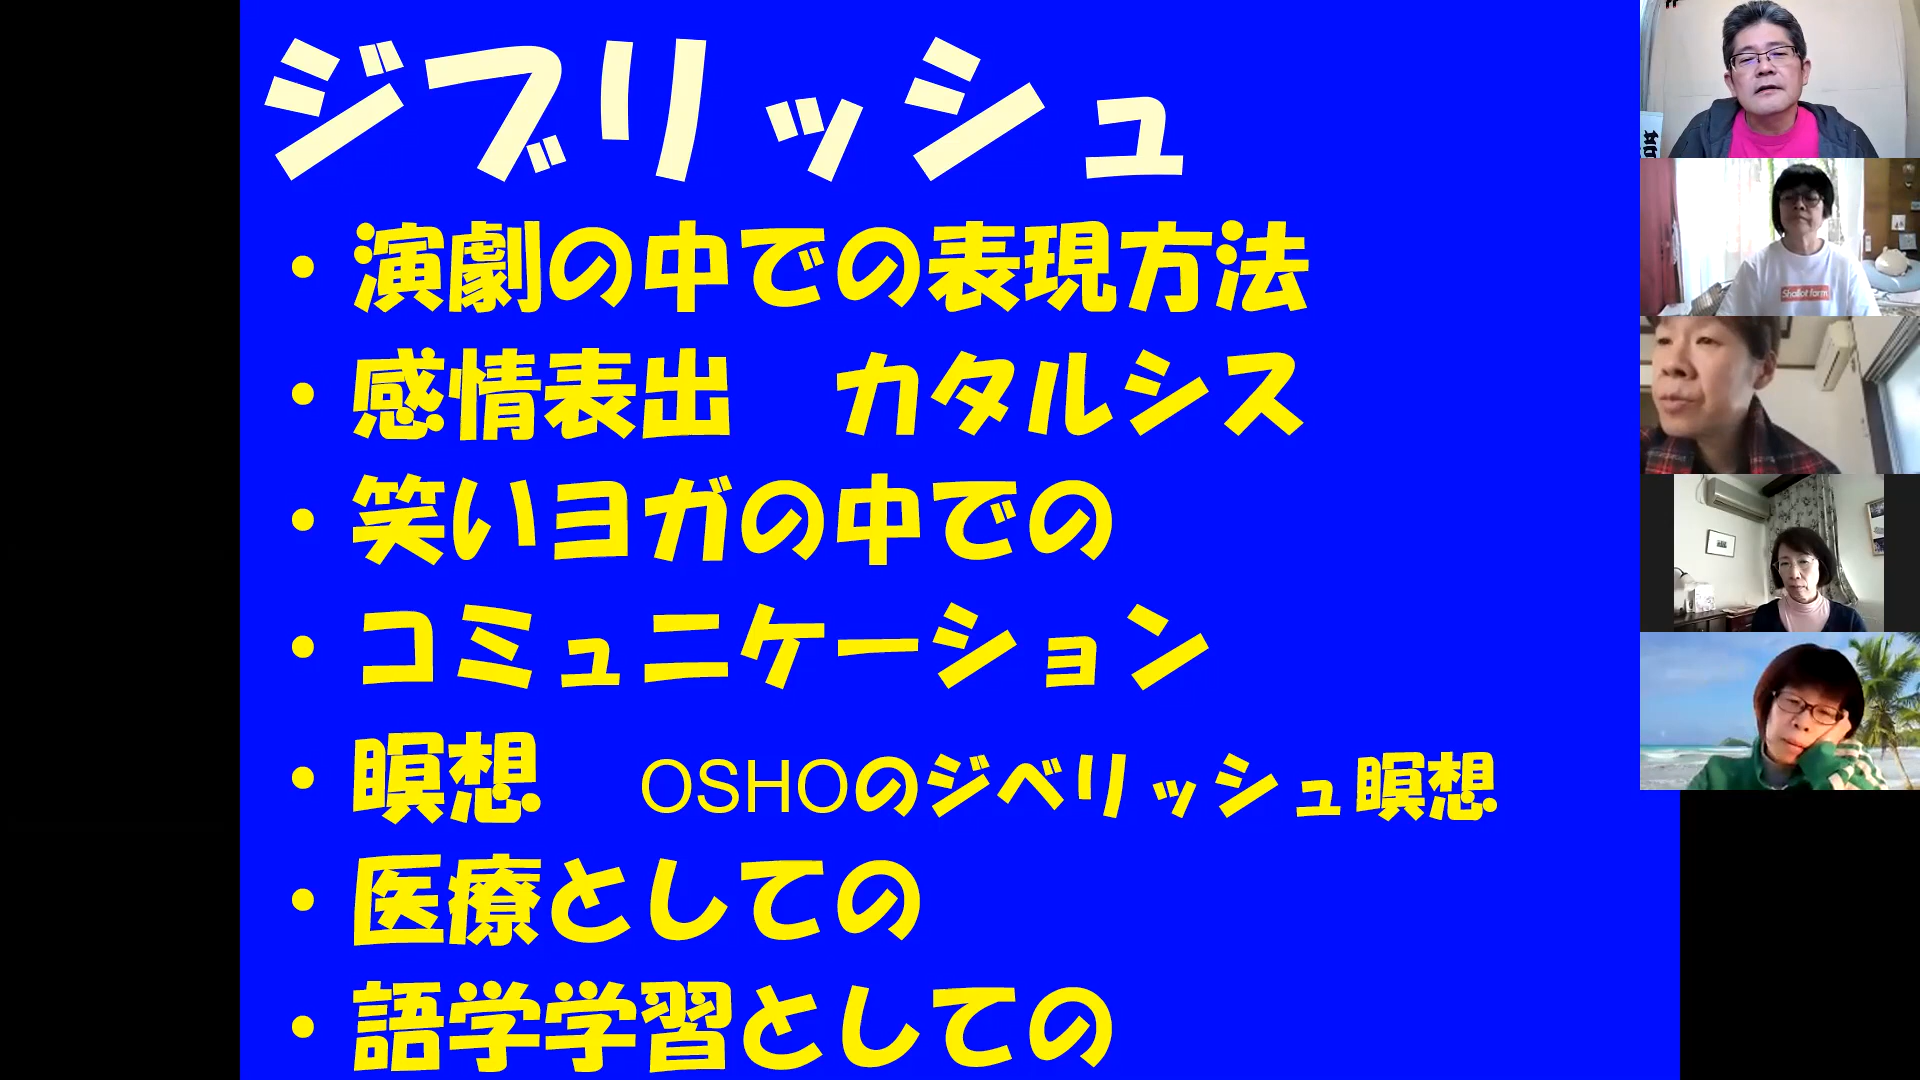 ジブリッシュ
・演劇の中での表現方法
・感情表出　カタルシス
・笑いヨガの中での
・コミュニケーション
・瞑想　OSHOのジベリッシュ瞑想
・医療としての
・語学学習としての
Shallot farm